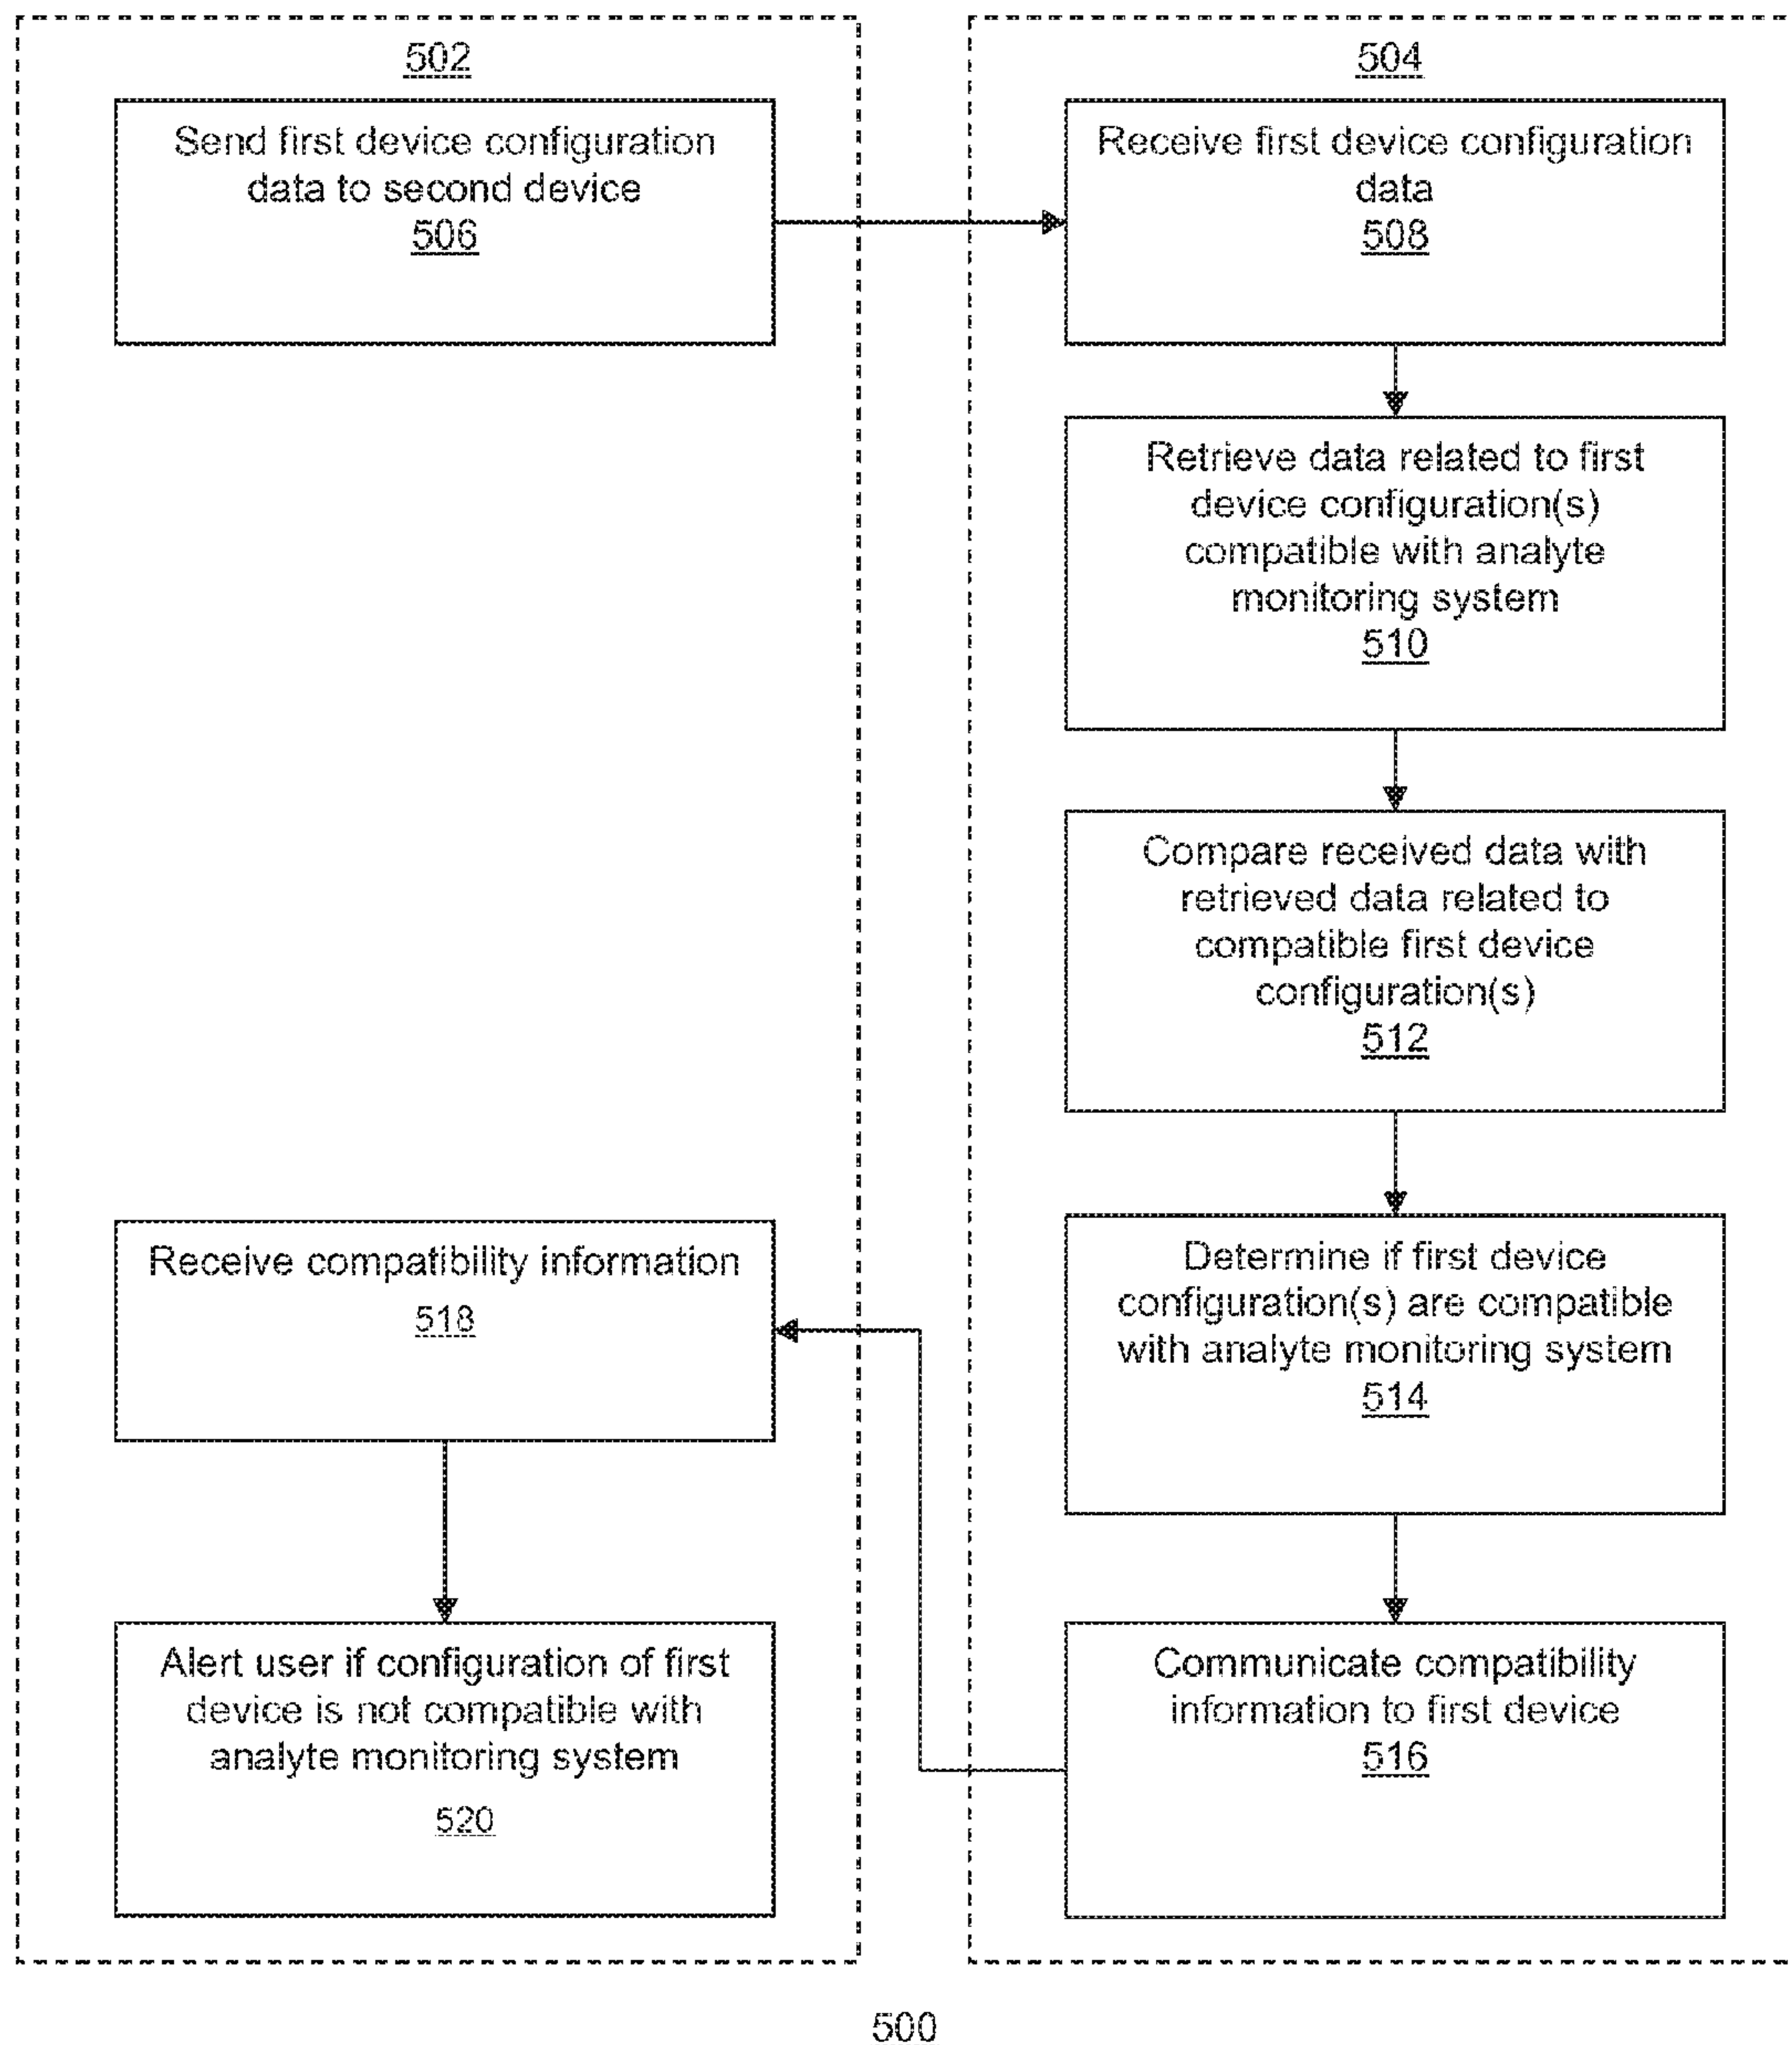 502
Send first device configuration
data to second device
506
504
Receive first device configuration
data
508
Retrieve data related to first
device configuration(s)
compatible with analyte
monitoring system
510
Compare received data with
retrieved data related to
compatible first device
configuration(s)
512
Determine if first device
configuration(s) are compatible
with analyte monitoring system
514
Communicate compatibility
information to first device
516
Receive compatibility information
518
Alert user if configuration of first
device is not compatible with
analyte monitoring system
520
500